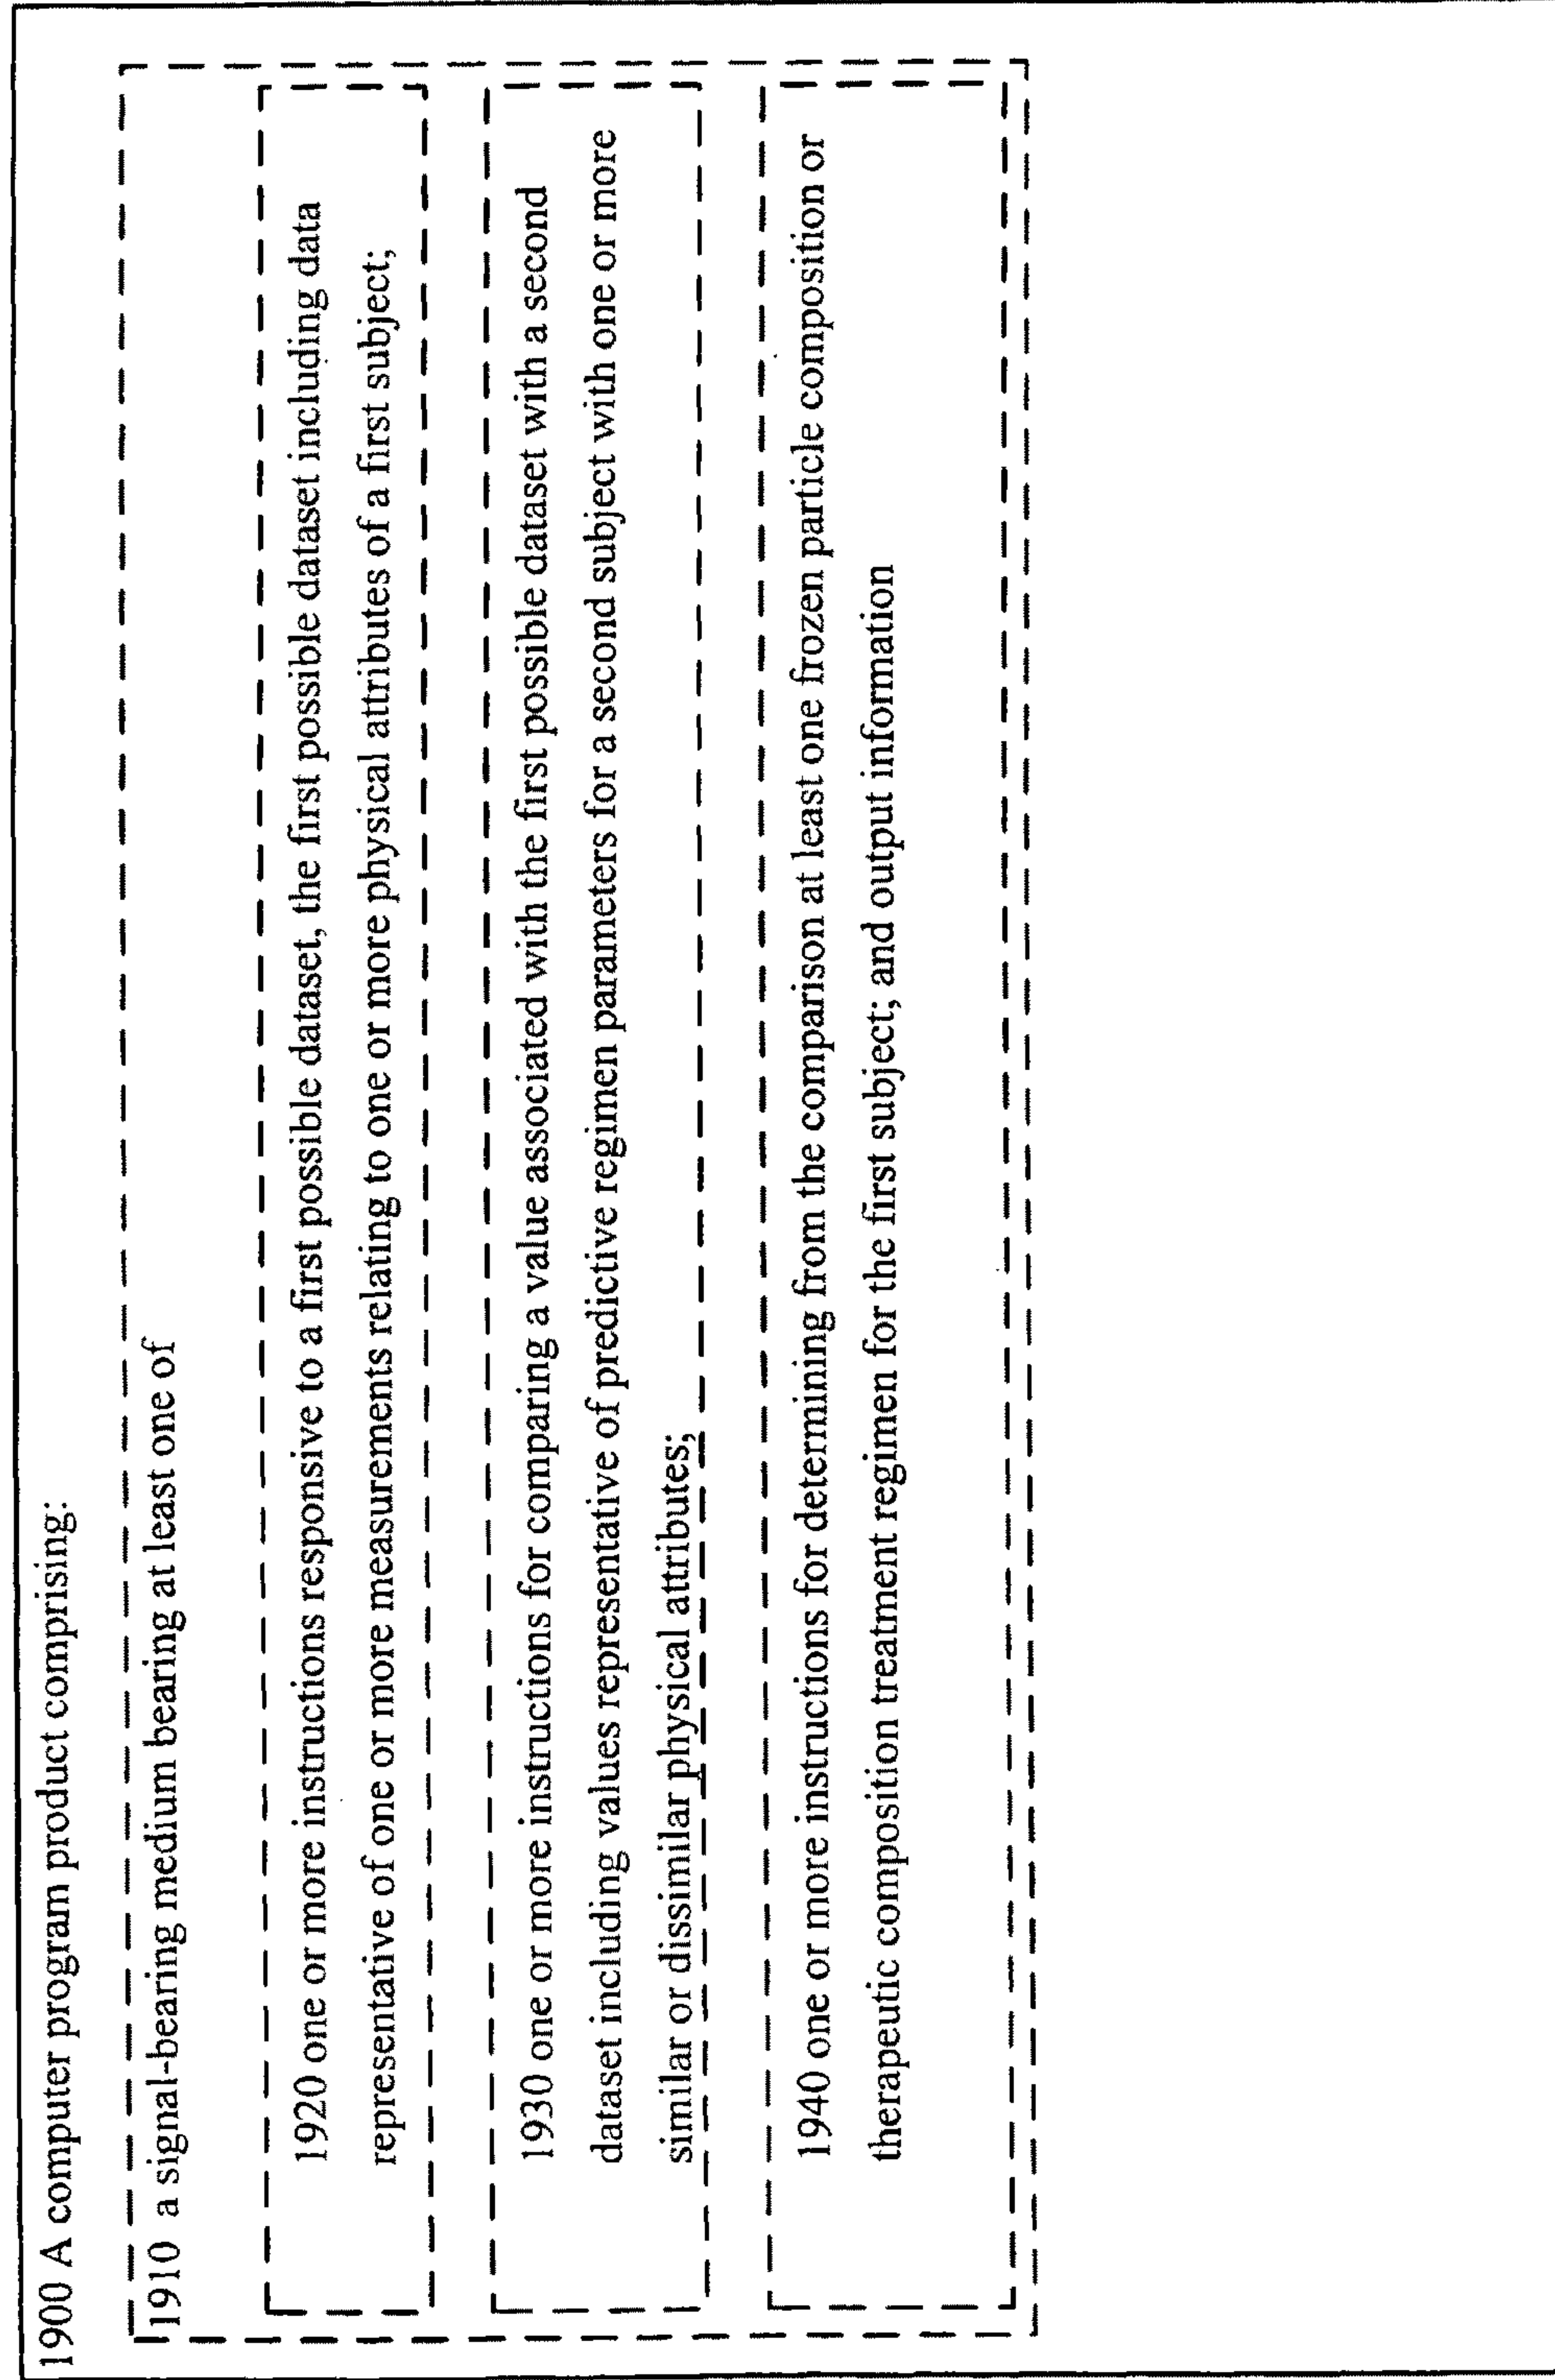 1900 A computer program product comprising:
1910 a signal-bearing medium bearing at least one of
1920 one or more instructions responsive to a first possible dataset, the first possible dataset including data
representative of one or more measurements relating to one or more physical attributes of a first subject;
1930 one or more instructions for comparing a value associated with the first possible dataset with a second
dataset including values representative of predictive regimen parameters for a second subject with one or more
similar or dissimilar physical attributes;
1940 one or more instructions for determining from the comparison at least one frozen particle composition or
therapeutic composition treatment regimen for the first subject; and output information